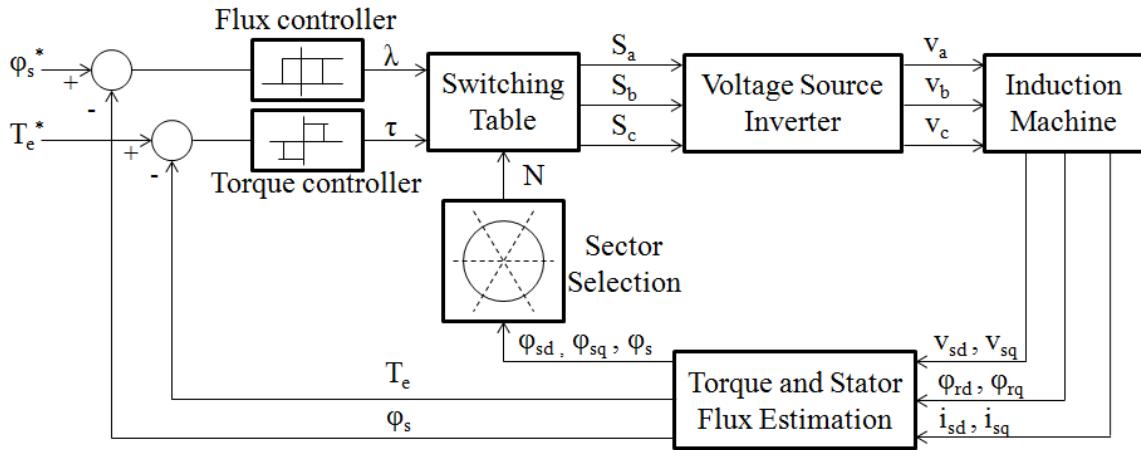 Flux controller
φs*
+
-
λ
Te*
+
-
τ
Torque controller
Switching
Table
Sa
Sb
Sc
Voltage Source
Inverter
va
vb
vc
Induction
Machine
N
Sector
Selection
φsd , φsq , φs
Te
φs
Torque and Stator
Flux Estimation
vsd , vsq
φrd , φrq
isd , isq